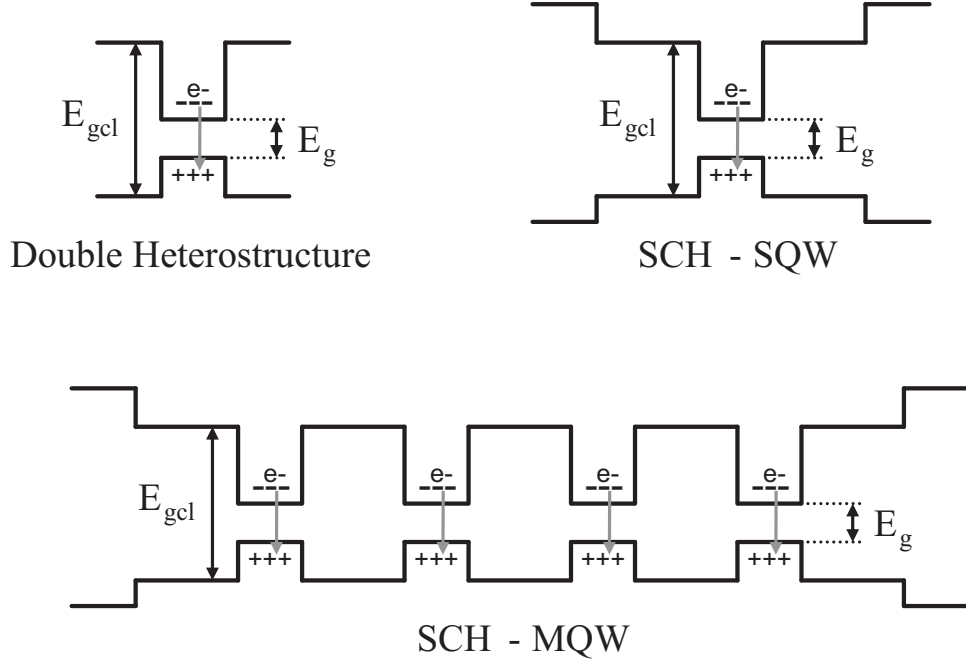 e-
E_gcl
E_g
+++
Double Heterostructure
e-
E_gcl
E_g
+++
SCH - SQW
e- e- e- e-
E_gcl
E_g
+++ +++ +++ +++
SCH - MQW